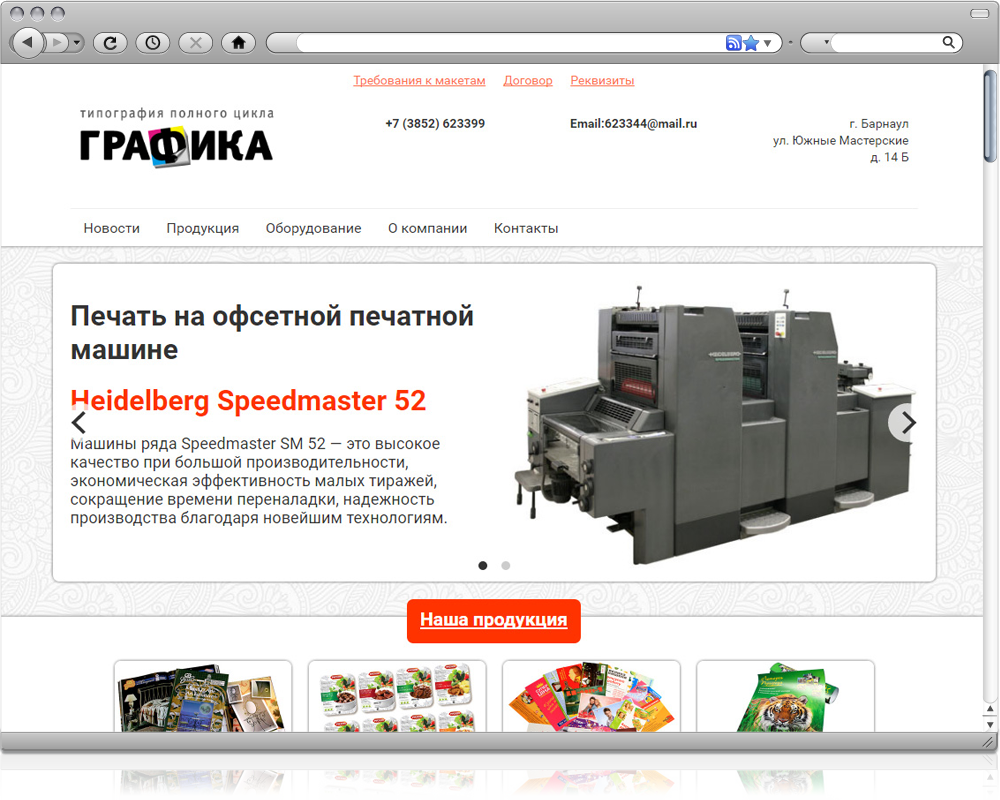 Требования к макетам Договор Реквизиты
типография полного цикла
ГРАФИКА
+7 (3852) 623399
Email:623344@mail.ru
г. Барнаул
ул. Южные Мастерские
д. 14 Б
Новости Продукция Оборудование О компании Контакты
Печать на офсетной печатной
машине
Heidelberg Speedmaster 52
Машины ряда Speedmaster SM 52 — это высокое
качество при большой производительности,
экономическая эффективность малых тиражей,
сокращение времени переналадки, надежность
производства благодаря новейшим технологиям.
Наша продукция